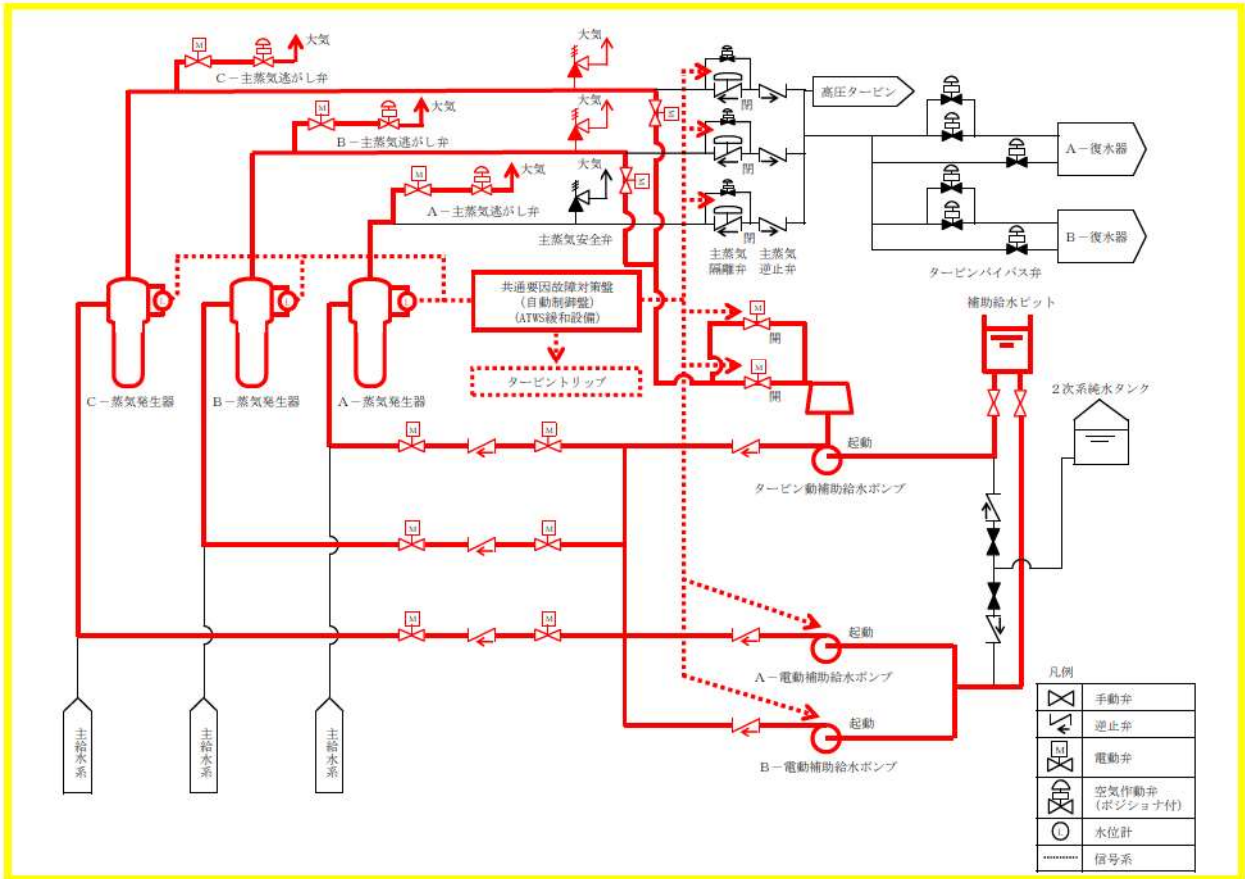 M
大気
C－主蒸気逃がし弁
大気
M
大気
B－主蒸気逃がし弁
大気
M
大気
A－主蒸気逃がし弁
大気
主蒸気安全弁
M
M
閉
閉
閉
主蒸気
隔離弁
主蒸気
逆止弁
高圧タービン
A－復水器
B－復水器
タービンバイパス弁
L
L
L
C－蒸気発生器
B－蒸気発生器
A－蒸気発生器
共通要因故障対策盤
(自動制御盤)
(ATWS緩和設備)
タービントリップ
M
開
M
開
補助給水ピット
2次系純水タンク
M
M
起動
タービン動補助給水ポンプ
M
M
M
M
起動
A－電動補助給水ポンプ
起動
B－電動補助給水ポンプ
主給水系
主給水系
主給水系
凡例
手動弁
逆止弁
M
電動弁
空気作動弁
(ポジショナ付)
L
水位計
信号系